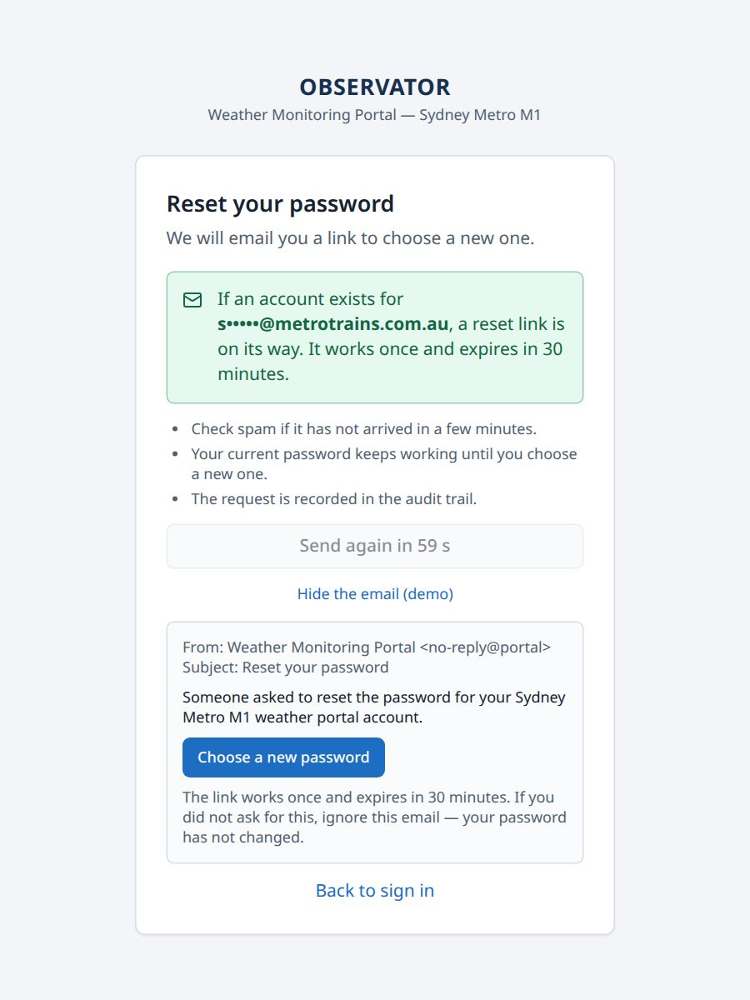 OBSERVATOR
Weather Monitoring Portal — Sydney Metro M1
Reset your password
We will email you a link to choose a new one.
If an account exists for
s•••••@metrotrains.com.au, a reset link is
on its way. It works once and expires in 30
minutes.
• Check spam if it has not arrived in a few minutes.
• Your current password keeps working until you choose
a new one.
• The request is recorded in the audit trail.
Send again in 59 s
Hide the email (demo)
From: Weather Monitoring Portal <no-reply@portal>
Subject: Reset your password
Someone asked to reset the password for your Sydney
Metro M1 weather portal account.
Choose a new password
The link works once and expires in 30 minutes. If you
did not ask for this, ignore this email — your password
has not changed.
Back to sign in